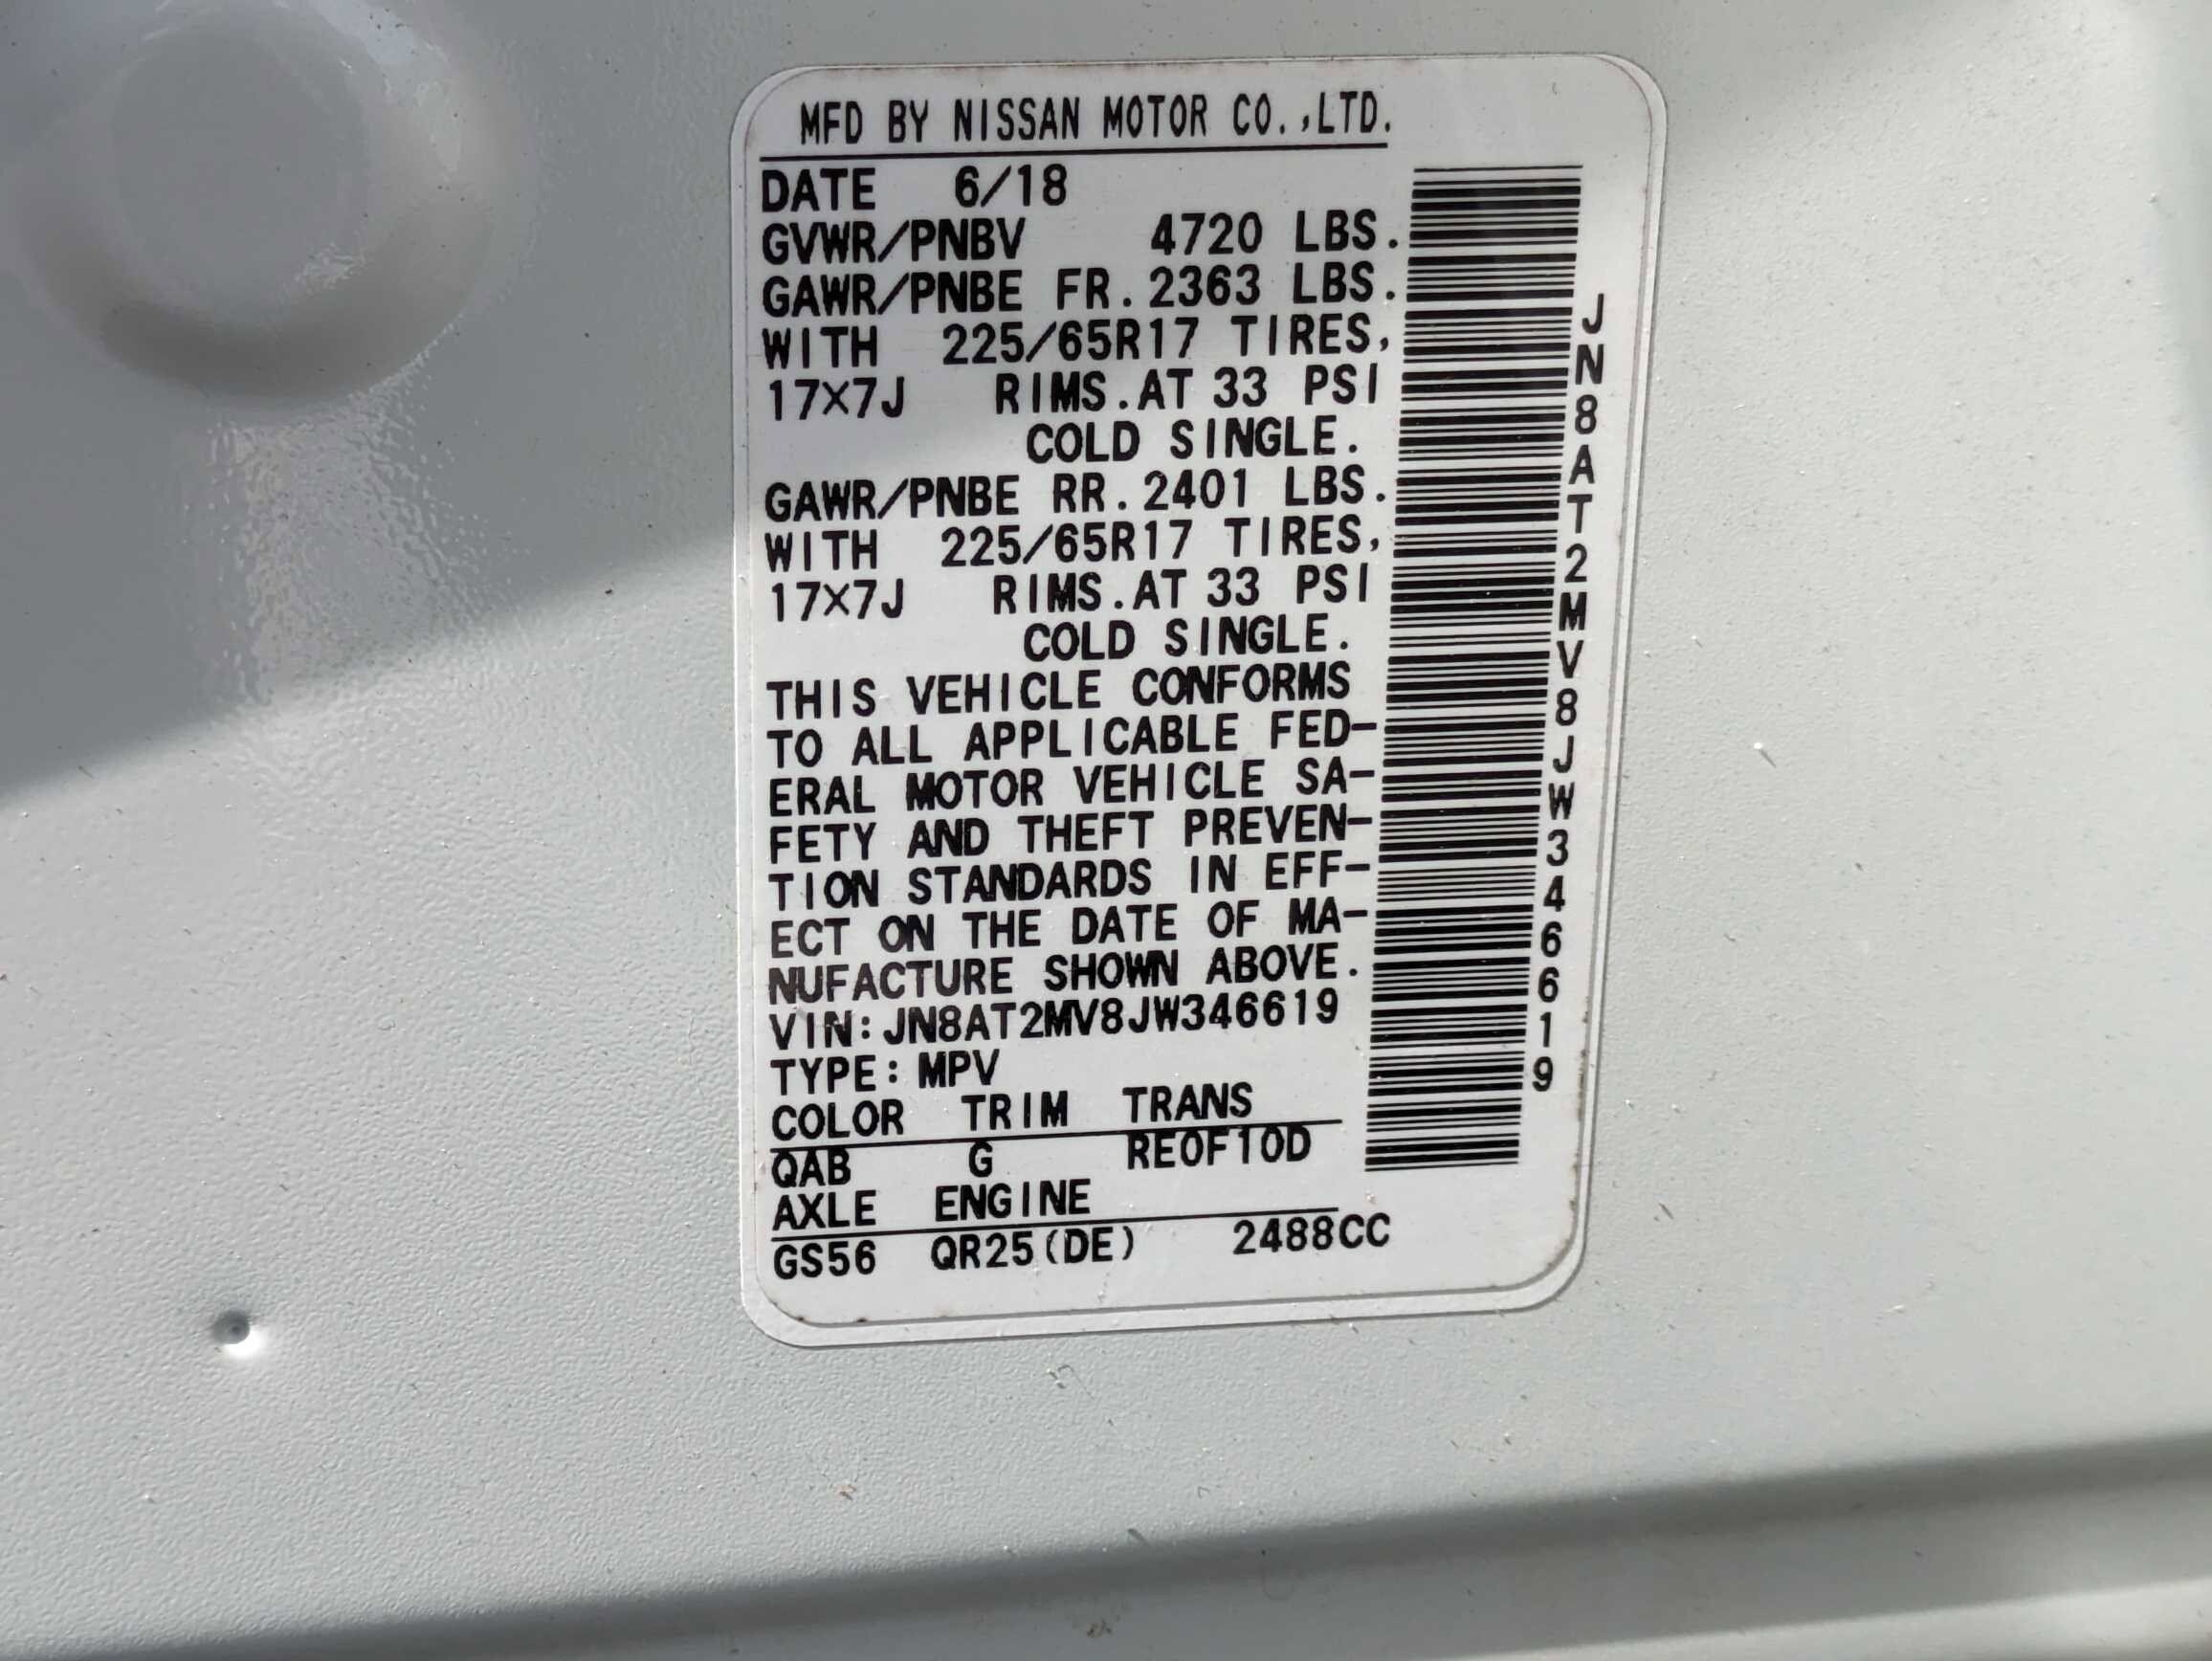 MFD BY NISSAN MOTOR CO.,LTD.
DATE 6/18
GVWR/PNBV 4720 LBS.
GAWR/PNBE FR.2363 LBS.
WITH 225/65R17 TIRES,
17×7J RIMS.AT 33 PSI
COLD SINGLE.
GAWR/PNBE RR.2401 LBS.
WITH 225/65R17 TIRES,
17×7J RIMS.AT 33 PSI
COLD SINGLE.
THIS VEHICLE CONFORMS
TO ALL APPLICABLE FED-
ERAL MOTOR VEHICLE SA-
FETY AND THEFT PREVEN-
TION STANDARDS IN EFF-
ECT ON THE DATE OF MA-
NUFACTURE SHOWN ABOVE.
VIN:JN8AT2MV8JW346619
TYPE:MPV
COLOR TRIM TRANS
QAB G RE0F10D
AXLE ENGINE
GS56 QR25(DE) 2488CC
JN8AT2MV8JW346619